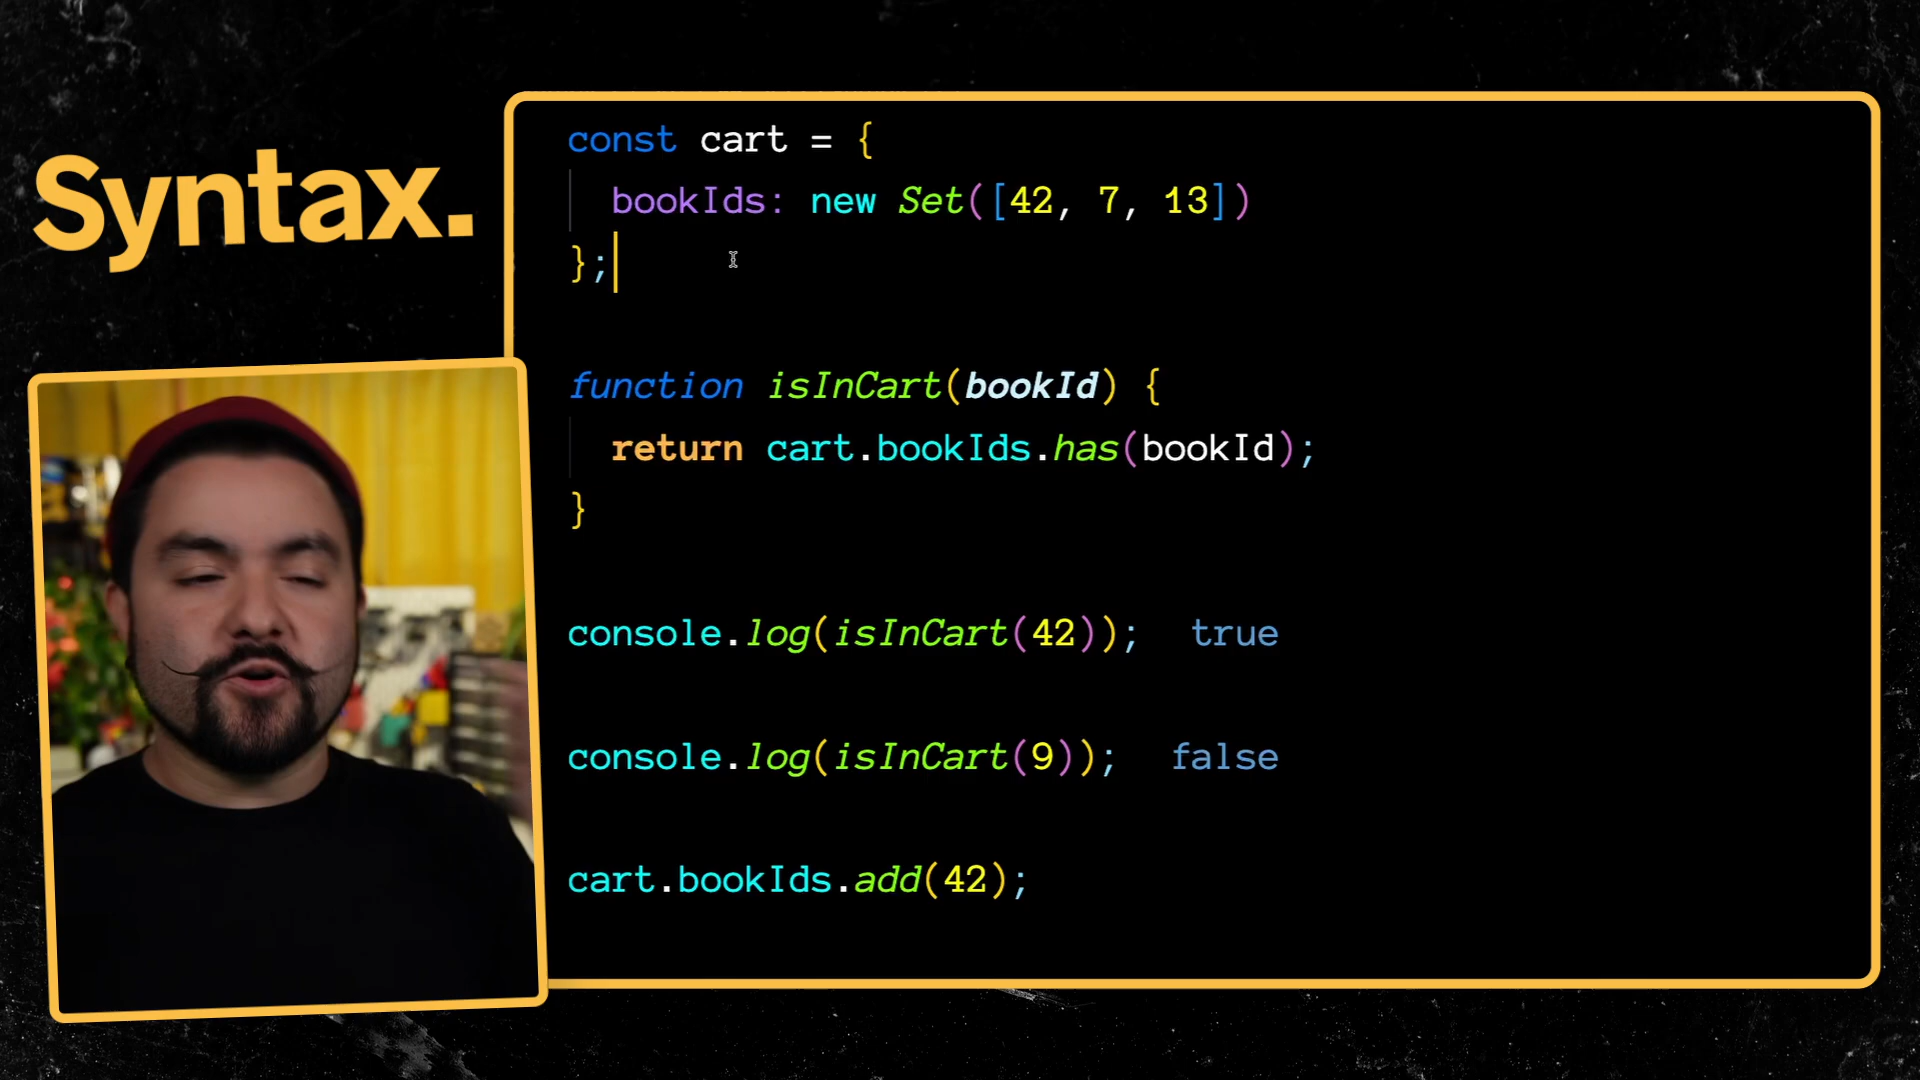 Syntax.
const cart = {
  bookIds: new Set([42, 7, 13])
};
function isInCart(bookId) {
  return cart.bookIds.has(bookId);
}
console.log(isInCart(42)); true
console.log(isInCart(9)); false
cart.bookIds.add(42);